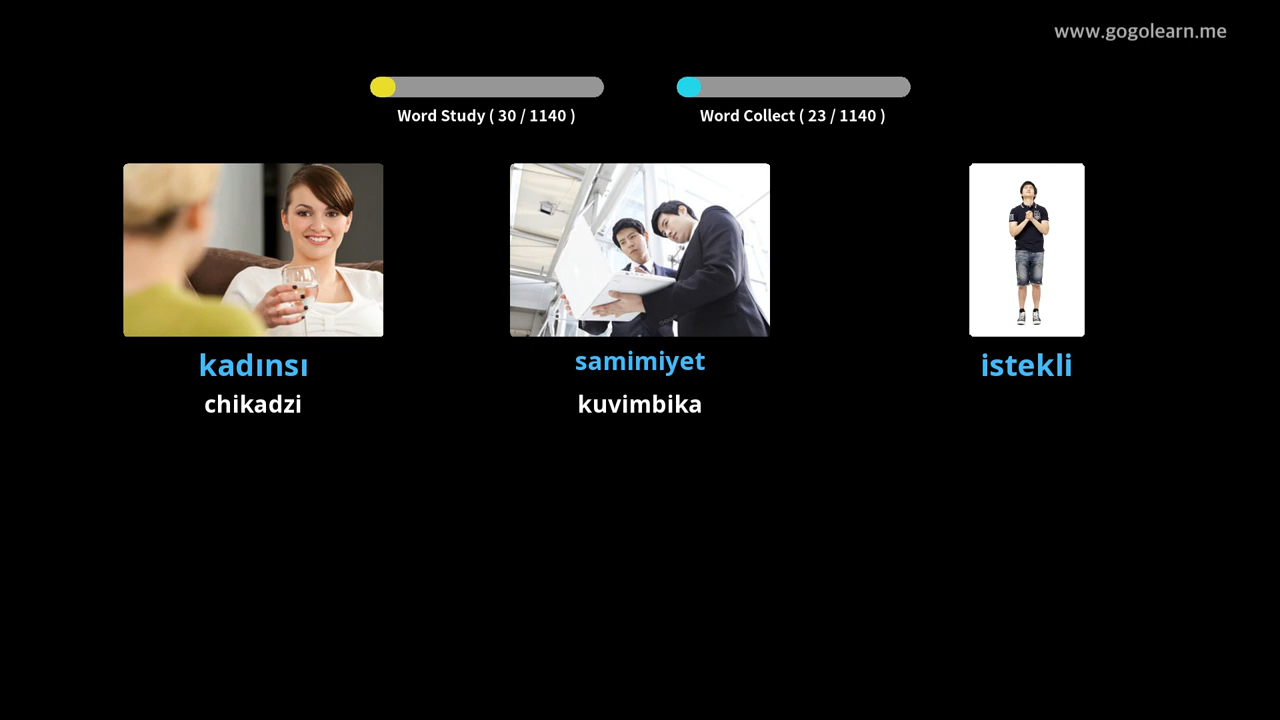 www.gogolearn.me
Word Study ( 30 / 1140 )
Word Collect ( 23 / 1140 )
kadınsı
chikadzi
samimiyet
kuvimbika
istekli